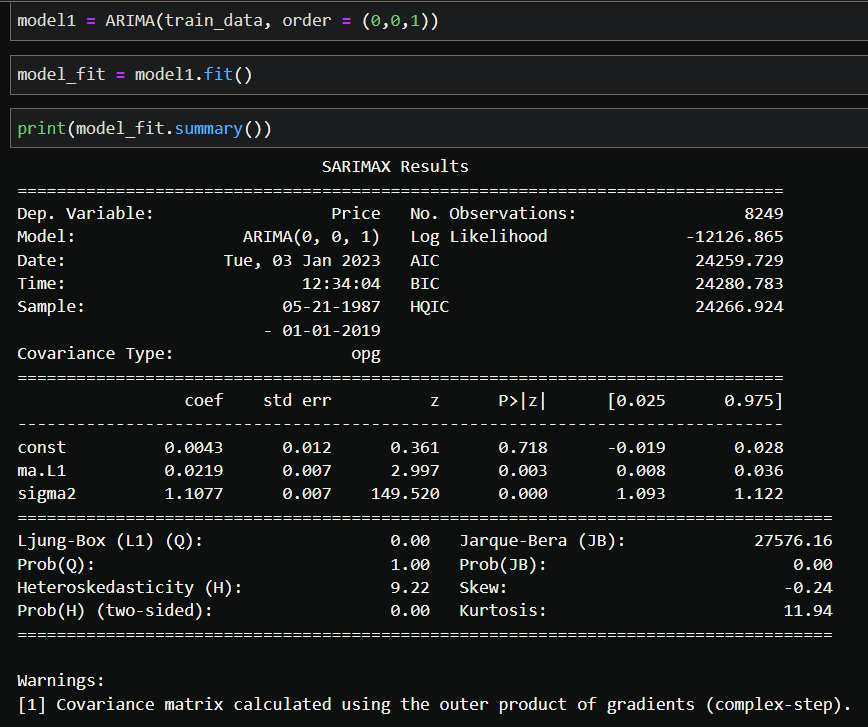 model1 = ARIMA(train_data, order = (0,0,1))
model_fit = model1.fit()
print(model_fit.summary())
SARIMAX Results
==============================================================================
Dep. Variable: Price No. Observations: 8249
Model: ARIMA(0, 0, 1) Log Likelihood -12126.865
Date: Tue, 03 Jan 2023 AIC 24259.729
Time: 12:34:04 BIC 24280.783
Sample: 05-21-1987 HQIC 24266.924
- 01-01-2019
Covariance Type: opg
==============================================================================
coef std err z P>|z| [0.025 0.975]
------------------------------------------------------------------------------
const 0.0043 0.012 0.361 0.718 -0.019 0.028
ma.L1 0.0219 0.007 2.997 0.003 0.008 0.036
sigma2 1.1077 0.007 149.520 0.000 1.093 1.122
===================================================================================
Ljung-Box (L1) (Q): 0.00 Jarque-Bera (JB): 27576.16
Prob(Q): 1.00 Prob(JB): 0.00
Heteroskedasticity (H): 9.22 Skew: -0.24
Prob(H) (two-sided): 0.00 Kurtosis: 11.94
===================================================================================
Warnings:
[1] Covariance matrix calculated using the outer product of gradients (complex-step).